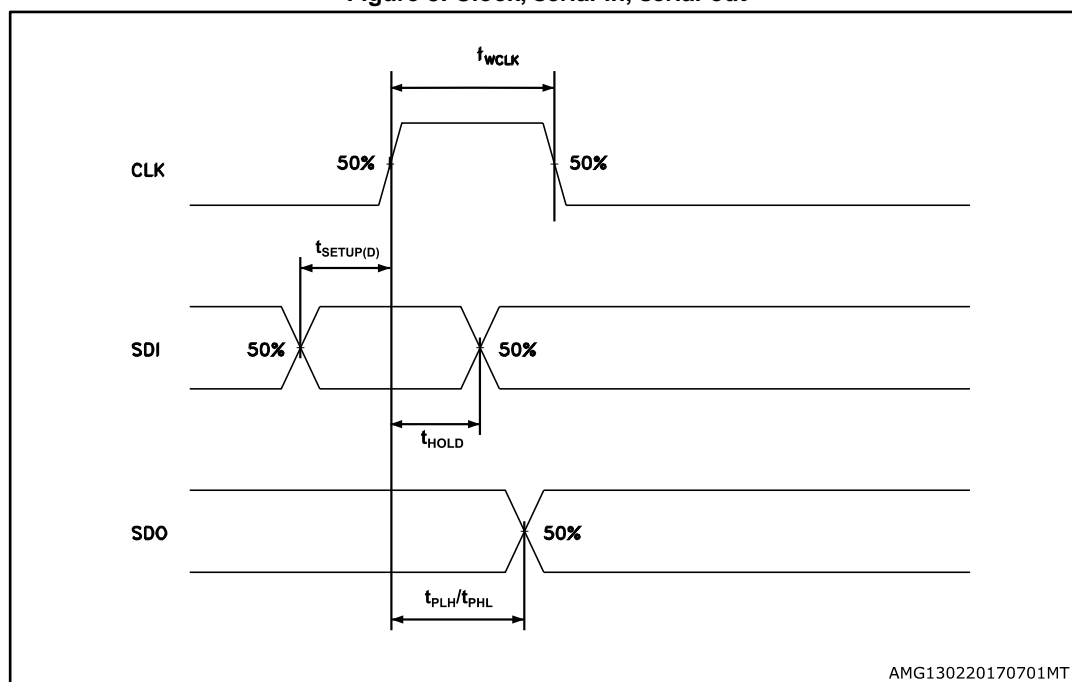 Figure Clock, serial-in, serial-out
tWCLK
CLK
50%
50%
tSETUP(D)
SDI
50%
50%
tHOLD
SDO
50%
tPLH/tPHL
AMG130220170701MT